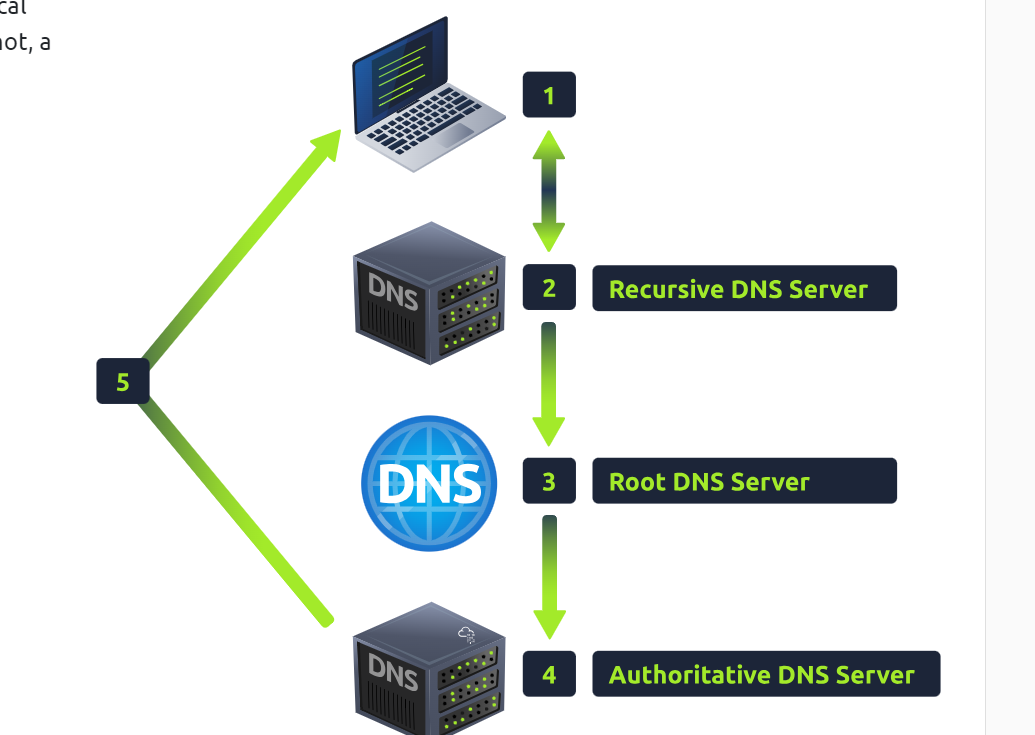 cal
not, a
1
DNS
2
Recursive DNS Server
5
DNS
3
Root DNS Server
DNS
4
Authoritative DNS Server